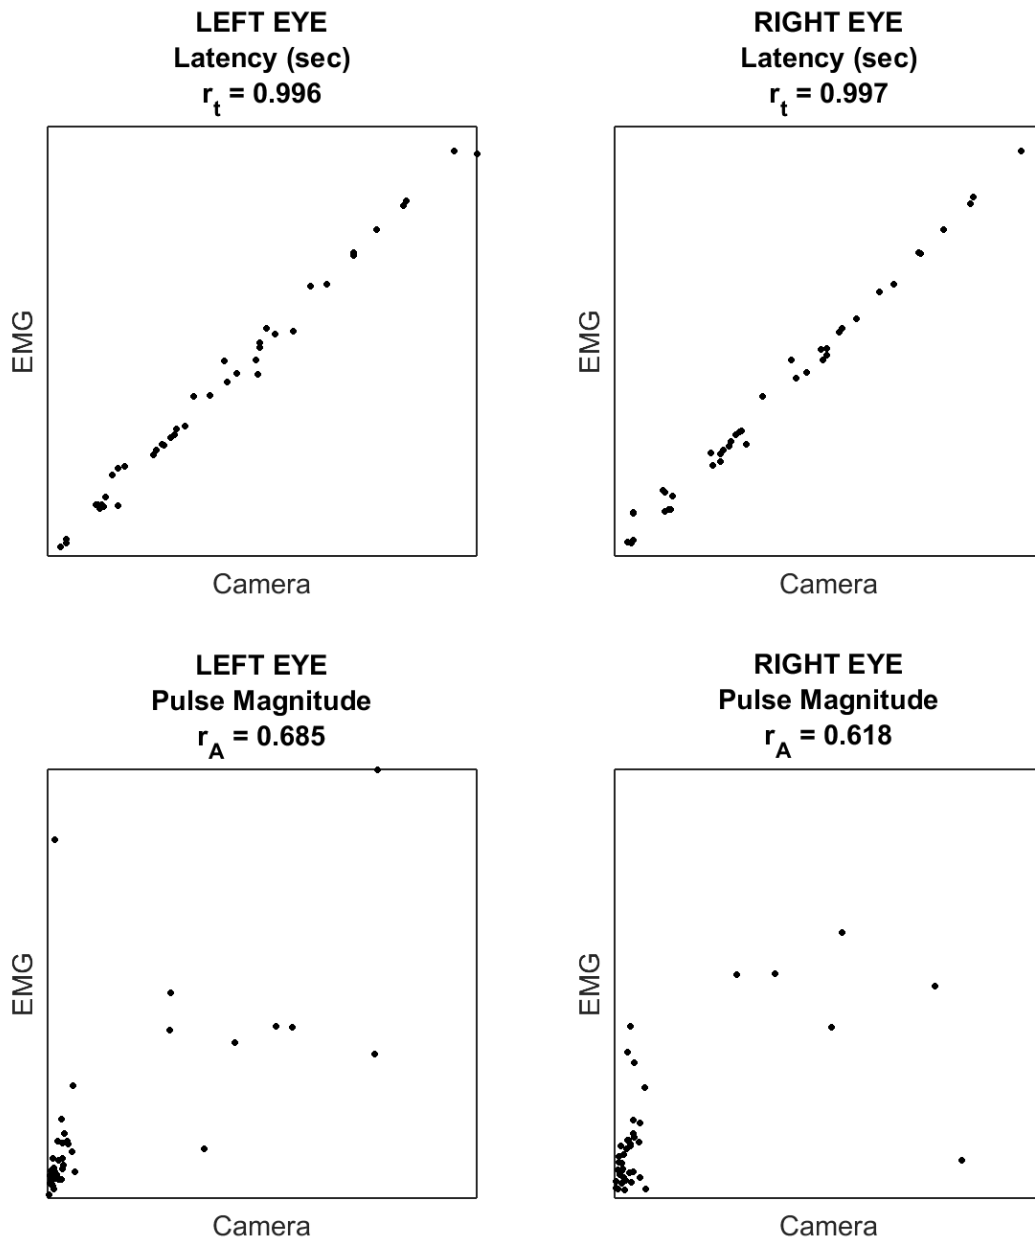 LEFT EYE
Latency (sec)
r_t = 0.996
EMG
Camera
RIGHT EYE
Latency (sec)
r_t = 0.997
EMG
Camera
LEFT EYE
Pulse Magnitude
r_A = 0.685
EMG
Camera
RIGHT EYE
Pulse Magnitude
r_A = 0.618
EMG
Camera